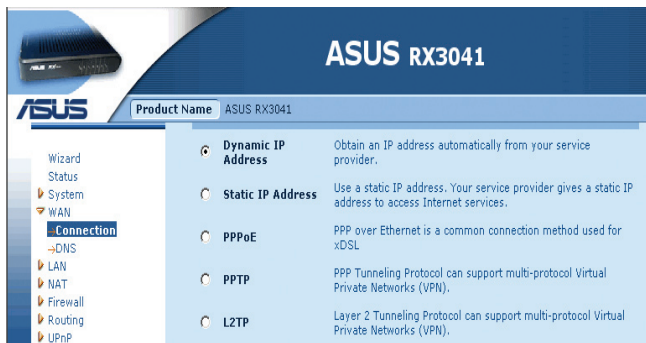 ASUS RX3041
ASUS
Product Name ASUS RX3041
Wizard
Status
System
WAN
→Connection
→DNS
LAN
NAT
Firewall
Routing
UPnP
Dynamic IP
Address
Obtain an IP address automatically from your service
provider.
Static IP Address
Use a static IP address. Your service provider gives a static IP
address to access Internet services.
PPPoE
PPP over Ethernet is a common connection method used for
xDSL
PPTP
PPP Tunneling Protocol can support multi-protocol Virtual
Private Networks (VPN).
L2TP
Layer 2 Tunneling Protocol can support multi-protocol Virtual
Private Networks (VPN).